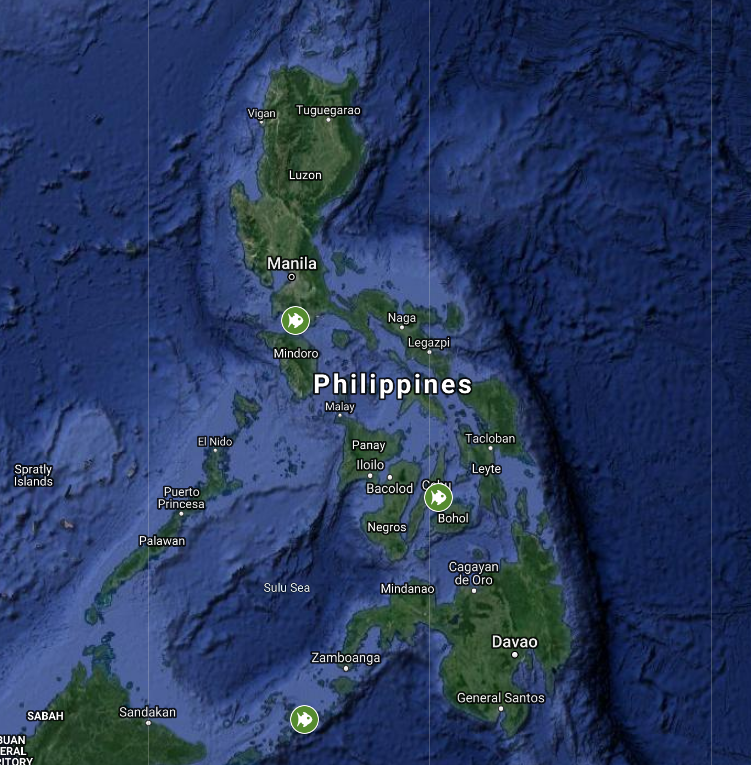 Vigan
Tuguegarao
Luzon
Manila
Naga
Legazpi
Mindoro
Philippines
Malay
El Nido
Panay
Tacloban
Spratly
Islands
Iloilo
Leyte
Puerto
Princesa
Bacolod
Bohol
Negros
Palawan
Cagayan
de Oro
Sulu Sea
Mindanao
Davao
Zamboanga
General Santos
SABAH
Sandakan